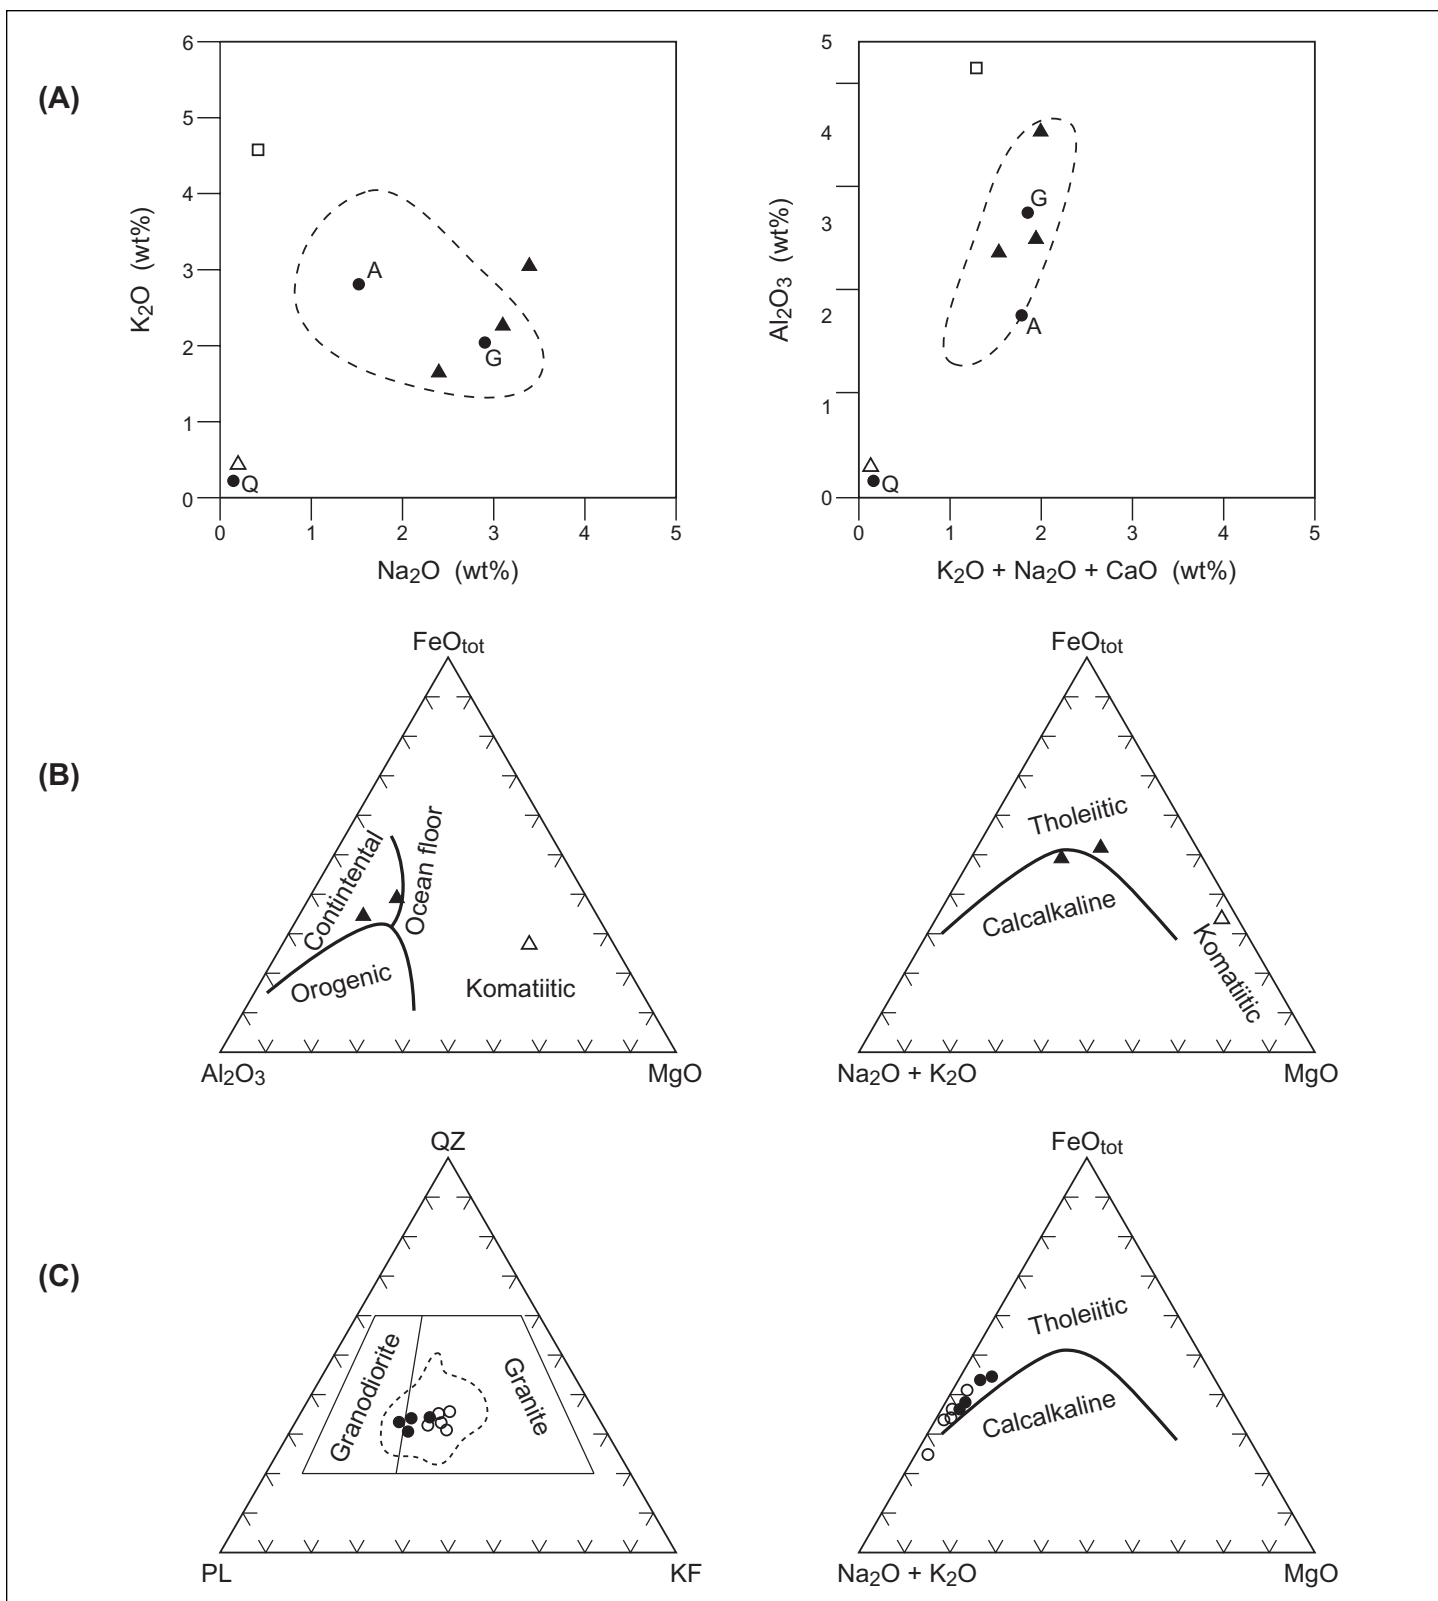 (A)
6
5
4
3
2
1
0
K₂O (wt%)
A
G
Q
0 1 2 3 4 5
Na₂O (wt%)
5
4
3
2
1
0
Al₂O₃ (wt%)
G
A
Q
0 1 2 3 4 5
K₂O + Na₂O + CaO (wt%)
(B)
FeOtot
Contintental
Ocean floor
Orogenic
Komatiitic
Al₂O₃ MgO
FeOtot
Tholeiitic
Calcalkaline
Komatiitic
Na₂O + K₂O MgO
(C)
QZ
Granodiorite
Granite
PL KF
FeOtot
Tholeiitic
Calcalkaline
Na₂O + K₂O MgO